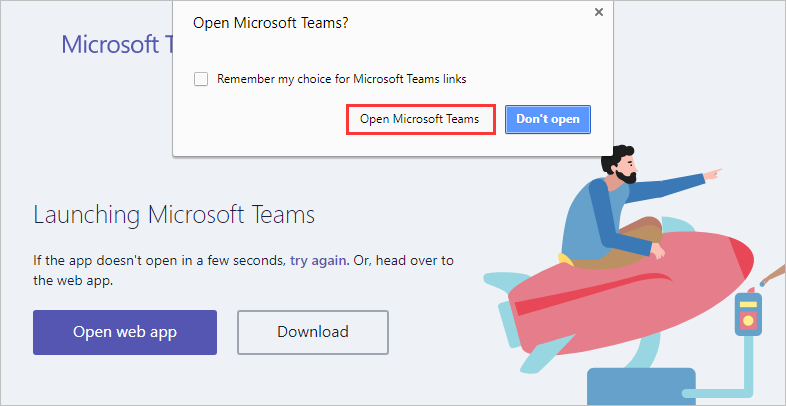 Open Microsoft Teams?
Microsoft T
Remember my choice for Microsoft Teams links
Open Microsoft Teams
Don't open
Launching Microsoft Teams
If the app doesn't open in a few seconds, try again. Or, head over to
the web app.
Open web app
Download